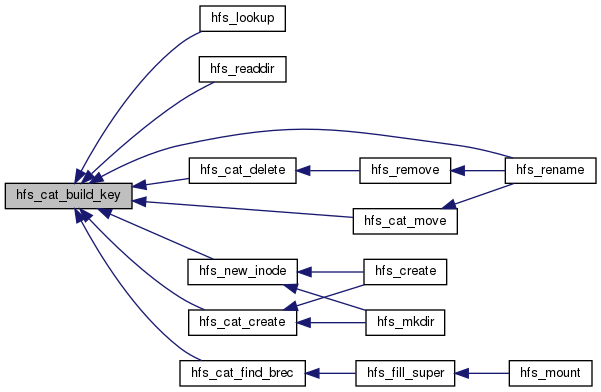 hfs_lookup
hfs_readdir
hfs_cat_delete
hfs_remove
hfs_rename
hfs_cat_build_key
hfs_cat_move
hfs_new_inode
hfs_create
hfs_cat_create
hfs_mkdir
hfs_cat_find_brec
hfs_fill_super
hfs_mount